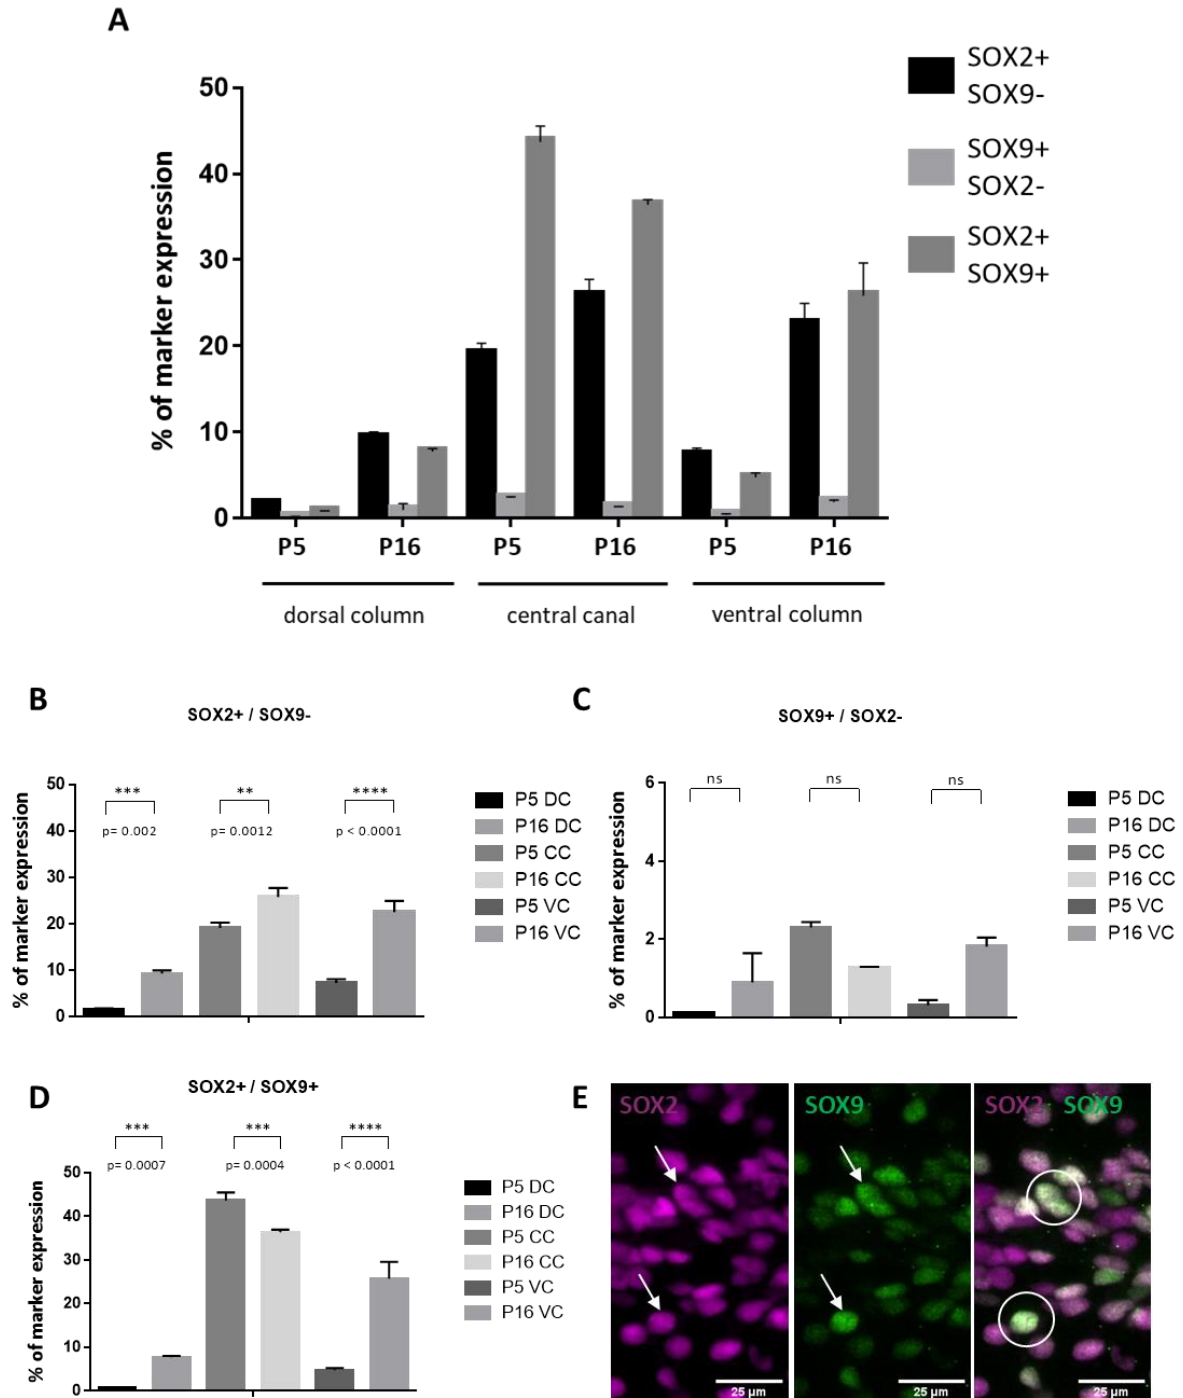 A
SOX2+
SOX9-
SOX9+
SOX2-
SOX2+
SOX9+
% of marker expression
50
40
30
20
10
0
P5 P16 P5 P16 P5 P16
dorsal column central canal ventral column
B
SOX2+ / SOX9-
% of marker expression
50
40
30
20
10
0
*** ** ****
p= 0.002 p= 0.0012 p < 0.0001
P5 DC
P16 DC
P5 CC
P16 CC
P5 VC
P16 VC
C
SOX9+ / SOX2-
% of marker expression
6
4
2
0
ns ns ns
P5 DC
P16 DC
P5 CC
P16 CC
P5 VC
P16 VC
D
SOX2+ / SOX9+
% of marker expression
50
40
30
20
10
0
*** *** ****
p= 0.0007 p= 0.0004 p < 0.0001
P5 DC
P16 DC
P5 CC
P16 CC
P5 VC
P16 VC
E
SOX2 SOX9 SOX2 SOX9
25 µm 25 µm 25 µm